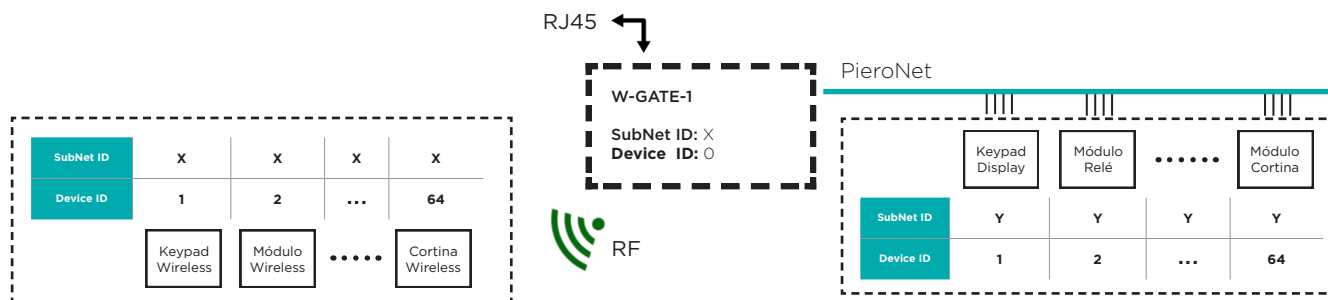 RJ45
PieroNet
W-GATE-1
SubNet ID: X
Device ID: 0
SubNet ID X X X X
Device ID 1 2 ... 64
Keypad Wireless
Módulo Wireless
Cortina Wireless
RF
Keypad Display
Módulo Relé
Módulo Cortina
SubNet ID Y Y Y Y
Device ID 1 2 ... 64